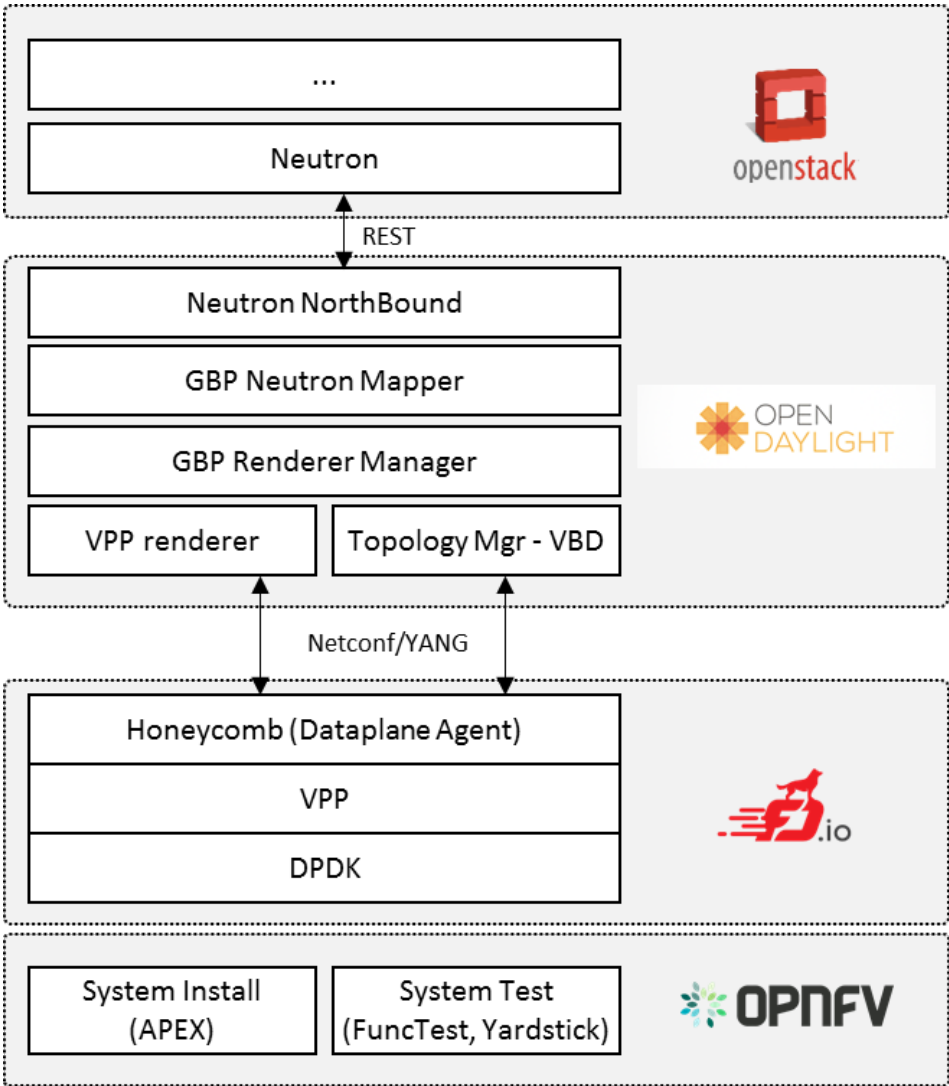 ...
Neutron
openstack
REST
Neutron NorthBound
GBP Neutron Mapper
GBP Renderer Manager
OPEN
DAYLIGHT
VPP renderer
Topology Mgr - VBD
Netconf/YANG
Honeycomb (Dataplane Agent)
VPP
DPDK
FD.io
System Install
(APEX)
System Test
(FuncTest, Yardstick)
OPNFV